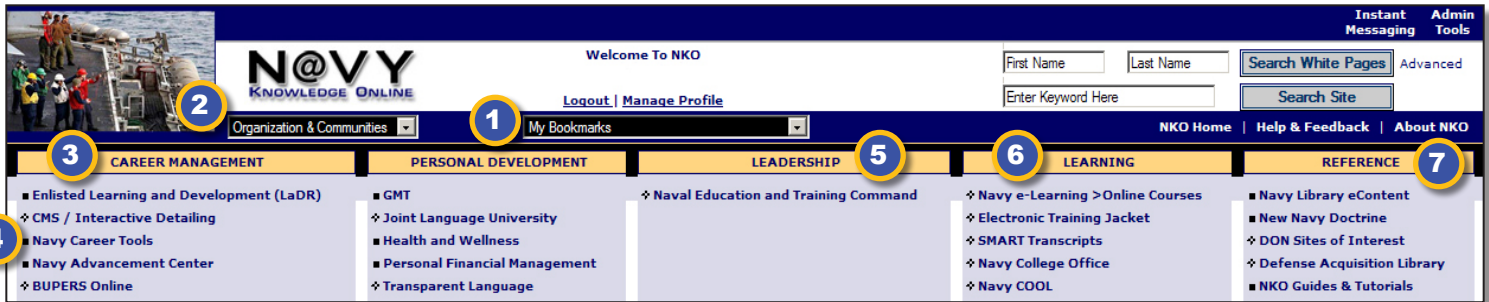 Instant Admin
Messaging Tools
N@VY
KNOWLEDGE ONLINE
Welcome To NKO
Logout | Manage Profile
First Name Last Name Search White Pages Advanced
Enter Keyword Here Search Site
2
Organization & Communities
1
My Bookmarks
NKO Home | Help & Feedback | About NKO
3
CAREER MANAGEMENT
Enlisted Learning and Development (LaDR)
CMS / Interactive Detailing
4
Navy Career Tools
Navy Advancement Center
BUPERS Online
PERSONAL DEVELOPMENT
GMT
Joint Language University
Health and Wellness
Personal Financial Management
Transparent Language
LEADERSHIP
5
Naval Education and Training Command
6
LEARNING
Navy e-Learning >Online Courses
Electronic Training Jacket
SMART Transcripts
Navy College Office
Navy COOL
REFERENCE
7
Navy Library eContent
New Navy Doctrine
DON Sites of Interest
Defense Acquisition Library
NKO Guides & Tutorials